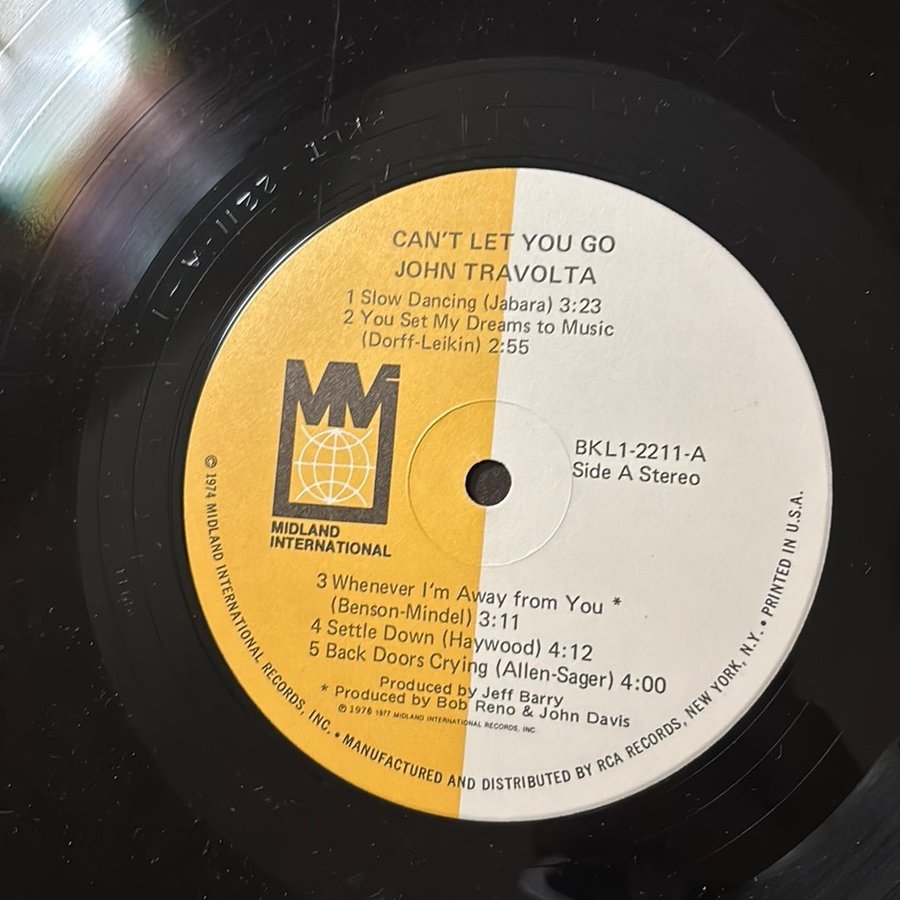 CAN'T LET YOU GO
JOHN TRAVOLTA
1 Slow Dancing (Jabara) 3:23
2 You Set My Dreams to Music
(Dorff-Leikin) 2:55
MM
MIDLAND
INTERNATIONAL
BKL1-2211-A
Side A Stereo
3 Whenever I'm Away from You *
(Benson-Mindel) 3:11
4 Settle Down (Haywood) 4:12
5 Back Doors Crying (Allen-Sager) 4:00
Produced by Jeff Barry
* Produced by Bob Reno & John Davis
℗ 1976 1977 MIDLAND INTERNATIONAL RECORDS, INC.
© 1974 MIDLAND INTERNATIONAL RECORDS, INC. • MANUFACTURED AND DISTRIBUTED BY RCA RECORDS, NEW YORK, N.Y. • PRINTED IN U.S.A.
2211-A-1